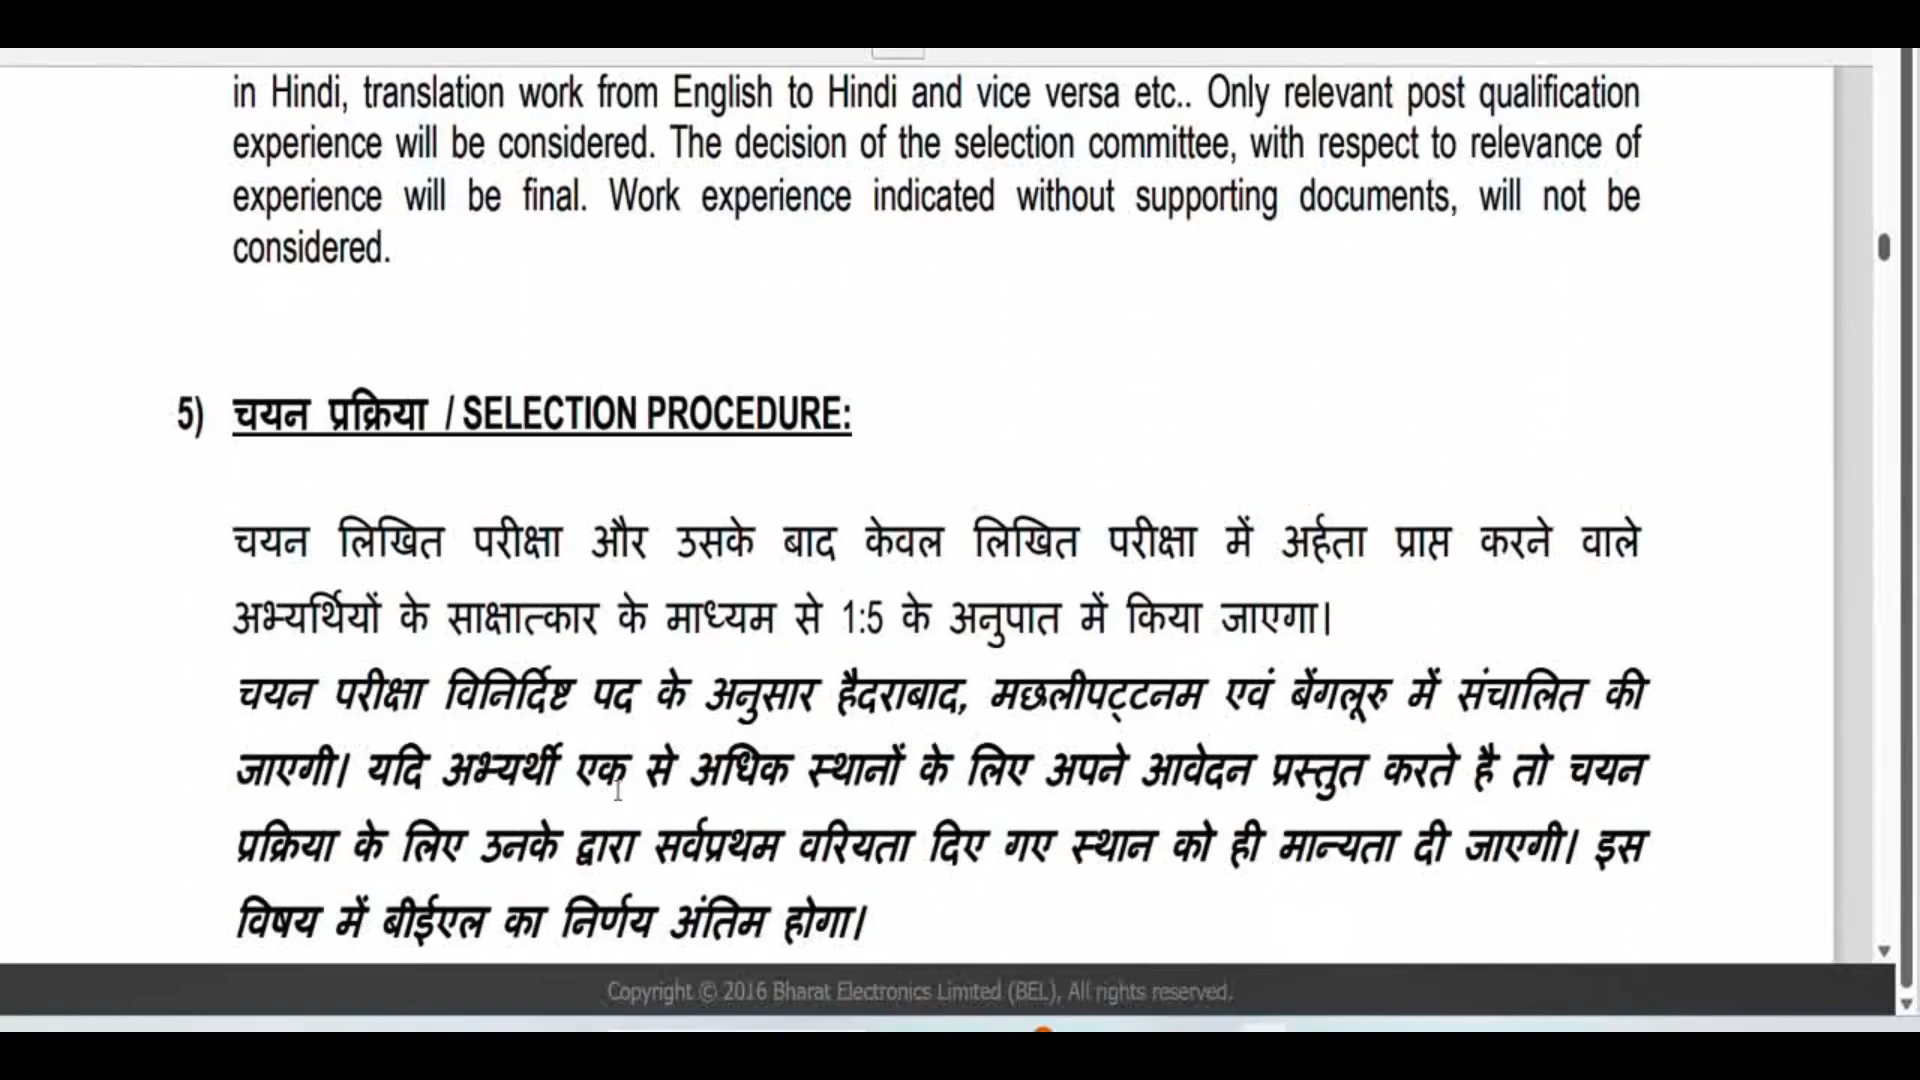 in Hindi, translation work from English to Hindi and vice versa etc.. Only relevant post qualification
experience will be considered. The decision of the selection committee, with respect to relevance of
experience will be final. Work experience indicated without supporting documents, will not be
considered.
5) चयन प्रक्रिया / SELECTION PROCEDURE:
चयन लिखित परीक्षा और उसके बाद केवल लिखित परीक्षा में अर्हता प्राप्त करने वाले
अभ्यर्थियों के साक्षात्कार के माध्यम से 1:5 के अनुपात में किया जाएगा।
चयन परीक्षा विनिर्दिष्ट पद के अनुसार हैदराबाद, मछलीपट्टनम एवं बेंगलूरु में संचालित की
जाएगी। यदि अभ्यर्थी एक से अधिक स्थानों के लिए अपने आवेदन प्रस्तुत करते है तो चयन
प्रक्रिया के लिए उनके द्वारा सर्वप्रथम वरियता दिए गए स्थान को ही मान्यता दी जाएगी। इस
विषय में बीईएल का निर्णय अंतिम होगा।
Copyright © 2016 Bharat Electronics Limited (BEL), All rights reserved.